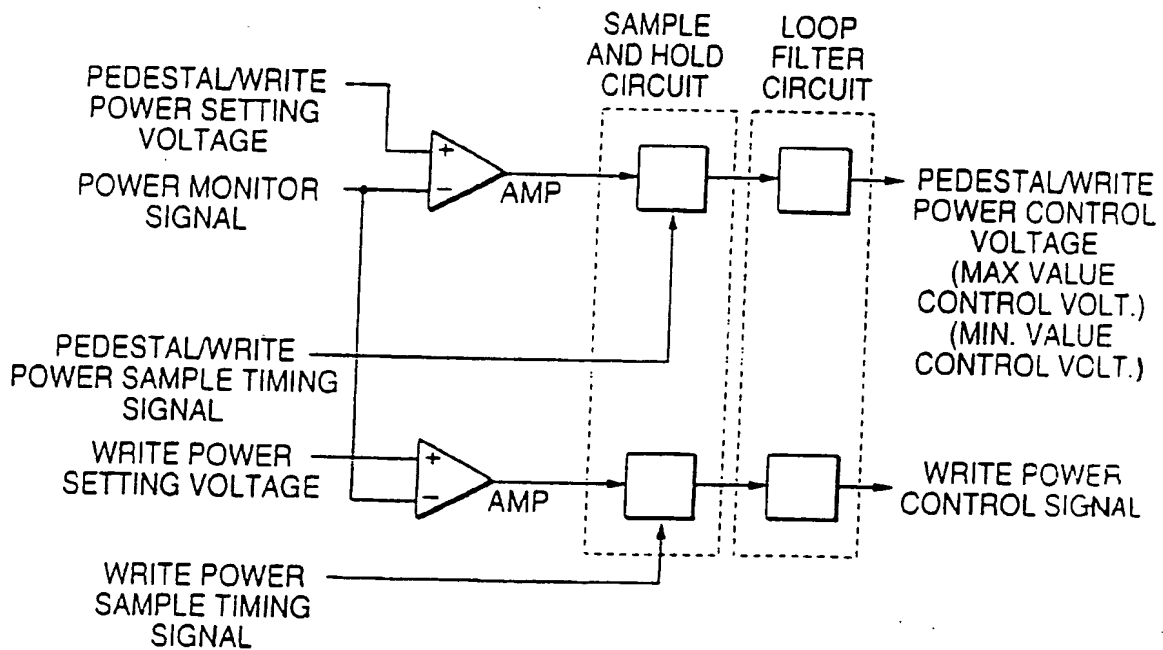 SAMPLE
AND HOLD
CIRCUIT
LOOP
FILTER
CIRCUIT
PEDESTAL/WRITE
POWER SETTING
VOLTAGE
+
−
AMP
POWER MONITOR
SIGNAL
PEDESTAL/WRITE
POWER CONTROL
VOLTAGE
(MAX VALUE
CONTROL VOLT.)
(MIN. VALUE
CONTROL VOLT.)
PEDESTAL/WRITE
POWER SAMPLE TIMING
SIGNAL
WRITE POWER
SETTING VOLTAGE
+
−
AMP
WRITE POWER
CONTROL SIGNAL
WRITE POWER
SAMPLE TIMING
SIGNAL